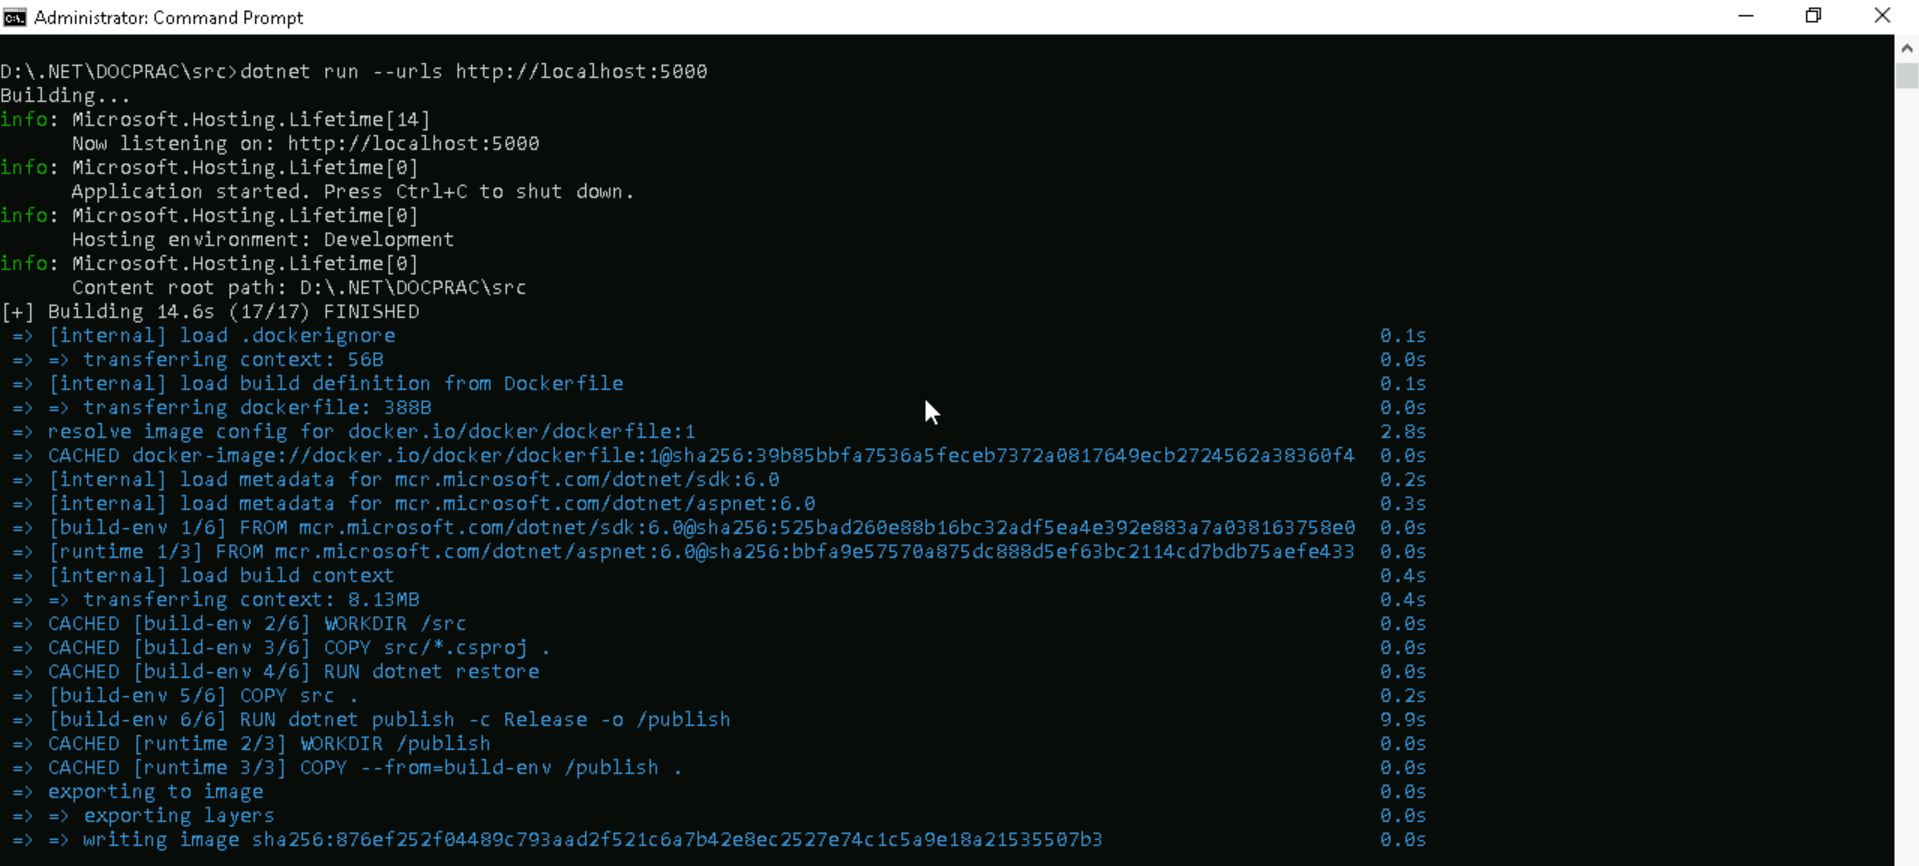 Administrator: Command Prompt
D:\.NET\DOCPRAC\src>dotnet run --urls http://localhost:5000
Building...
info: Microsoft.Hosting.Lifetime[14]
      Now listening on: http://localhost:5000
info: Microsoft.Hosting.Lifetime[0]
      Application started. Press Ctrl+C to shut down.
info: Microsoft.Hosting.Lifetime[0]
      Hosting environment: Development
info: Microsoft.Hosting.Lifetime[0]
      Content root path: D:\.NET\DOCPRAC\src
[+] Building 14.6s (17/17) FINISHED
 => [internal] load .dockerignore 0.1s
 => => transferring context: 56B 0.0s
 => [internal] load build definition from Dockerfile 0.1s
 => => transferring dockerfile: 388B 0.0s
 => resolve image config for docker.io/docker/dockerfile:1 2.8s
 => CACHED docker-image://docker.io/docker/dockerfile:1@sha256:39b85bbfa7536a5feceb7372a0817649ecb2724562a38360f4 0.0s
 => [internal] load metadata for mcr.microsoft.com/dotnet/sdk:6.0 0.2s
 => [internal] load metadata for mcr.microsoft.com/dotnet/aspnet:6.0 0.3s
 => [build-env 1/6] FROM mcr.microsoft.com/dotnet/sdk:6.0@sha256:525bad260e88b16bc32adf5ea4e392e883a7a038163758e0 0.0s
 => [runtime 1/3] FROM mcr.microsoft.com/dotnet/aspnet:6.0@sha256:bbfa9e57570a875dc888d5ef63bc2114cd7bdb75aefe433 0.0s
 => [internal] load build context 0.4s
 => => transferring context: 8.13MB 0.4s
 => CACHED [build-env 2/6] WORKDIR /src 0.0s
 => CACHED [build-env 3/6] COPY src/*.csproj . 0.0s
 => CACHED [build-env 4/6] RUN dotnet restore 0.0s
 => [build-env 5/6] COPY src . 0.2s
 => [build-env 6/6] RUN dotnet publish -c Release -o /publish 9.9s
 => CACHED [runtime 2/3] WORKDIR /publish 0.0s
 => CACHED [runtime 3/3] COPY --from=build-env /publish . 0.0s
 => exporting to image 0.0s
 => => exporting layers 0.0s
 => => writing image sha256:876ef252f04489c793aad2f521c6a7b42e8ec2527e74c1c5a9e18a21535507b3 0.0s